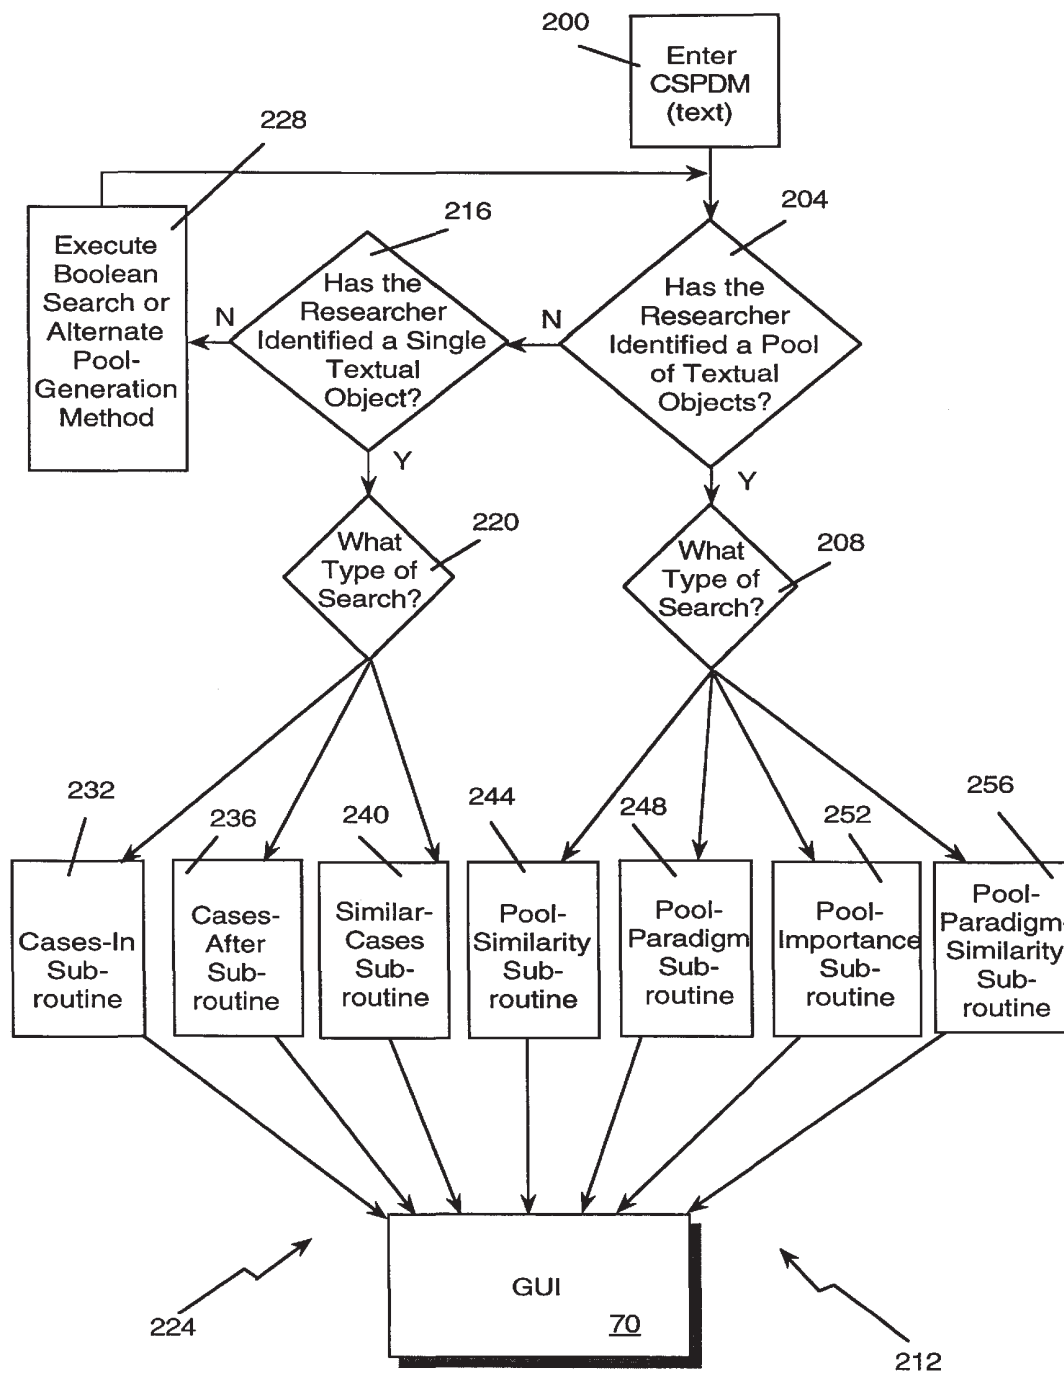 200
Enter
CSPDM
(text)
228
216
204
Execute
Boolean
Search or
Alternate
Pool-
Generation
Method
N
Has the
Researcher
Identified a Single
Textual
Object?
N
Has the
Researcher
Identified a Pool
of Textual
Objects?
Y
Y
What
Type of
Search?
220
What
Type of
Search?
208
232
236
240
244
248
252
256
Cases-In
Sub-
routine
Cases-
After
Sub-
routine
Similar-
Cases
Sub-
routine
Pool-
Similarity
Sub-
routine
Pool-
Paradigm
Sub-
routine
Pool-
Importance
Sub-
routine
Pool-
Paradigm-
Similarity
Sub-
routine
GUI
70
224
212